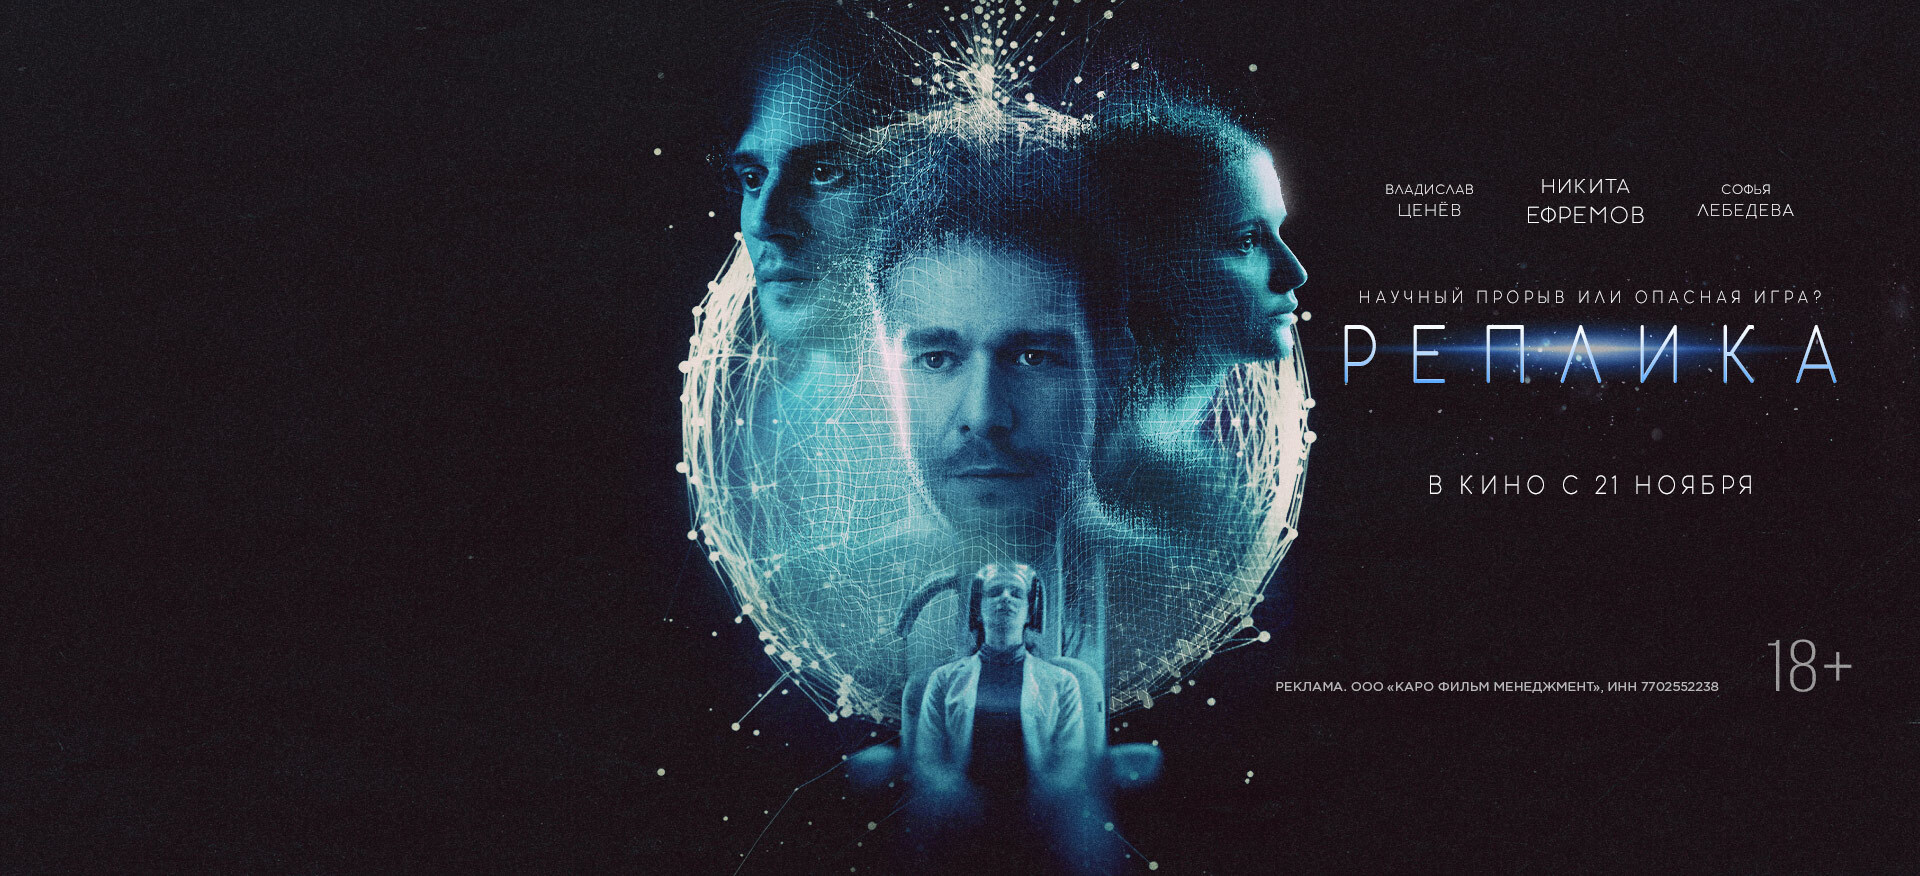 ВЛАДИСЛАВ
ЦЕНЁВ
НИКИТА
ЕФРЕМОВ
СОФЬЯ
ЛЕБЕДЕВА
НАУЧНЫЙ ПРОРЫВ ИЛИ ОПАСНАЯ ИГРА?
РЕПЛИКА
В КИНО С 21 НОЯБРЯ
18+
РЕКЛАМА. ООО «КАРО ФИЛЬМ МЕНЕДЖМЕНТ», ИНН 7702552238